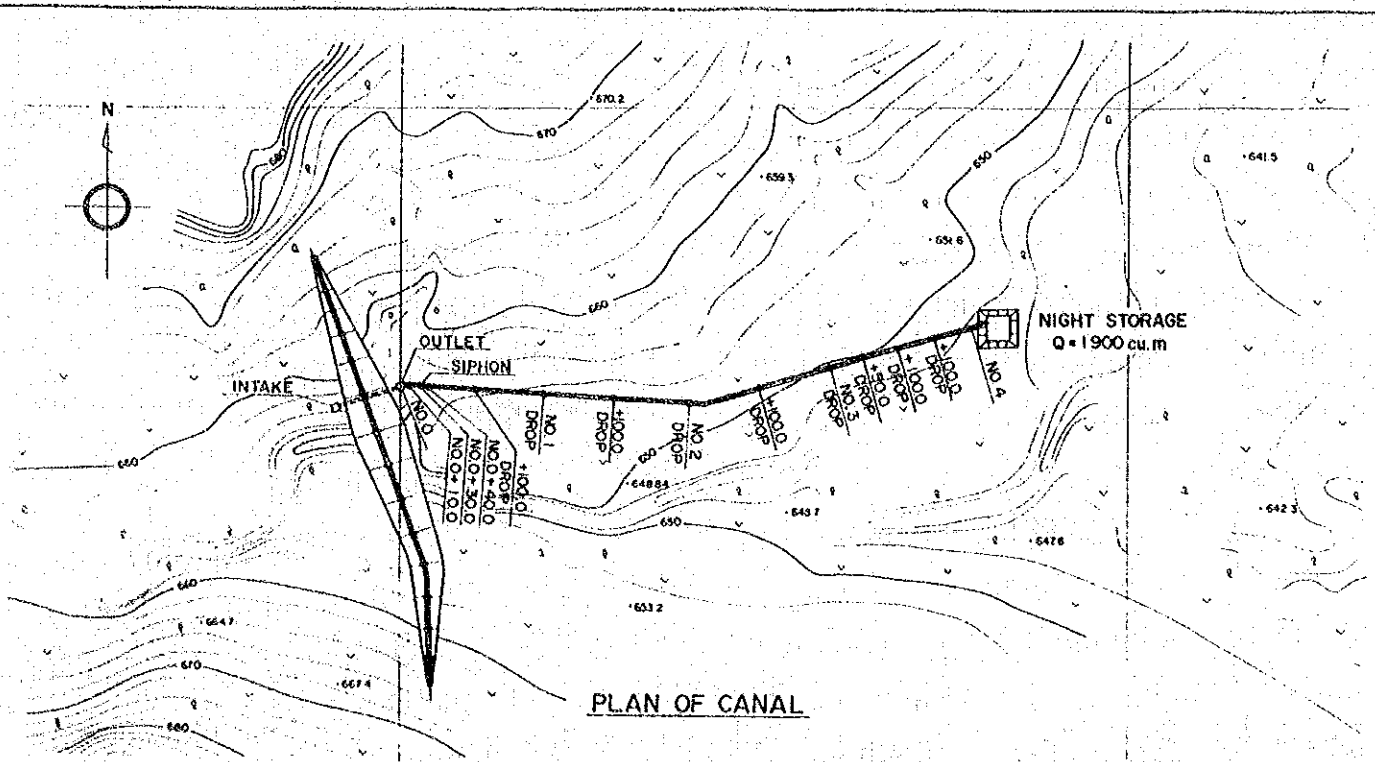 N
670.2
670
680
659.3
650
641.5
651.6
660
NIGHT STORAGE
Q = 1900 cu.m
OUTLET
SIPHON
INTAKE
NO.0
NO.0+10.0
NO.0+30.0
NO.0+40.0
+100.0
DROP
NO.1
DROP
+100.0
DROP
NO.2
DROP
+100.0
DROP
NO.3
DROP
+50.0
DROP
+100.0
DROP
+100.0
DROP
NO.4
660
650
648.84
643.7
650
642.3
647.6
653.2
660
664.7
670
667.4
680
PLAN OF CANAL